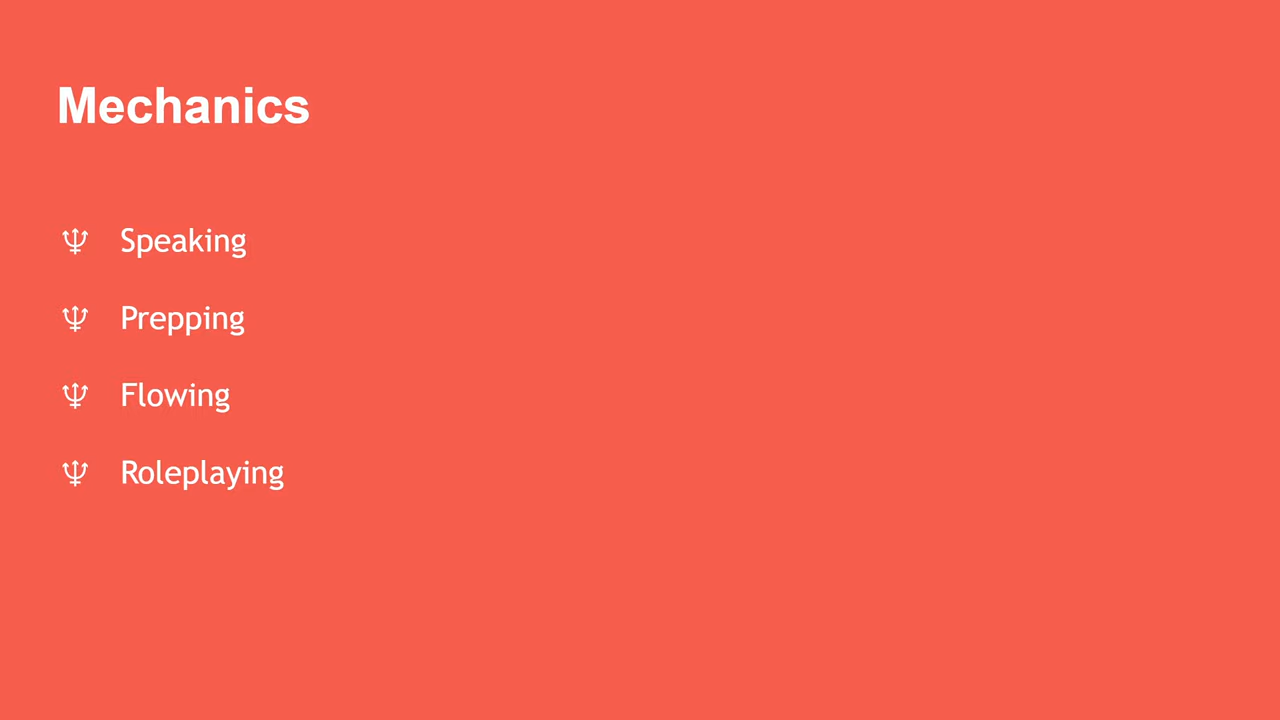 Mechanics
♆ Speaking
♆ Prepping
♆ Flowing
♆ Roleplaying